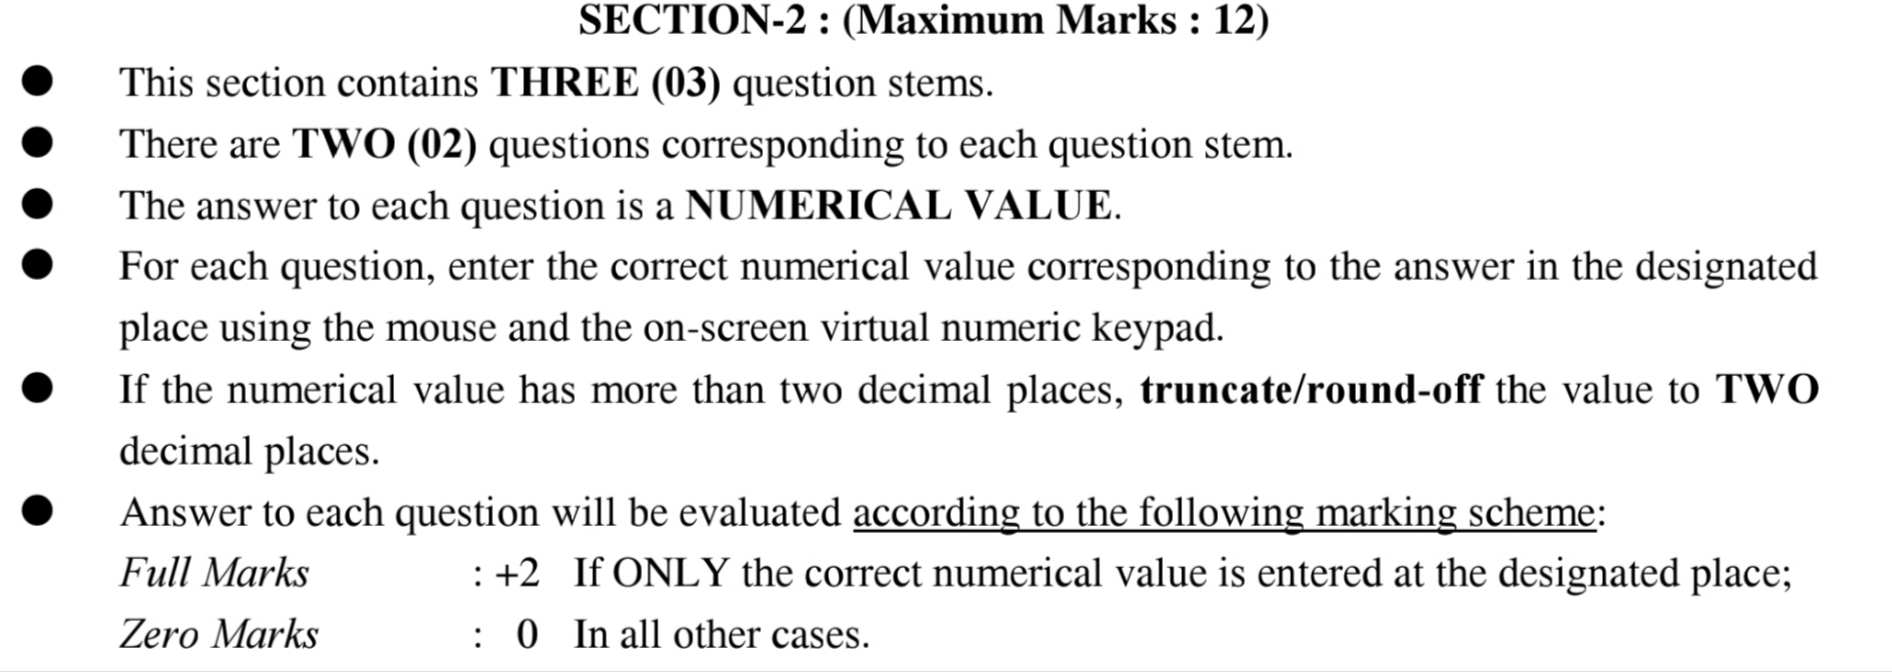 SECTION-2 : (Maximum Marks : 12)
● This section contains THREE (03) question stems.
● There are TWO (02) questions corresponding to each question stem.
● The answer to each question is a NUMERICAL VALUE.
● For each question, enter the correct numerical value corresponding to the answer in the designated
place using the mouse and the on-screen virtual numeric keypad.
● If the numerical value has more than two decimal places, truncate/round-off the value to TWO
decimal places.
● Answer to each question will be evaluated according to the following marking scheme:
Full Marks : +2 If ONLY the correct numerical value is entered at the designated place;
Zero Marks : 0 In all other cases.